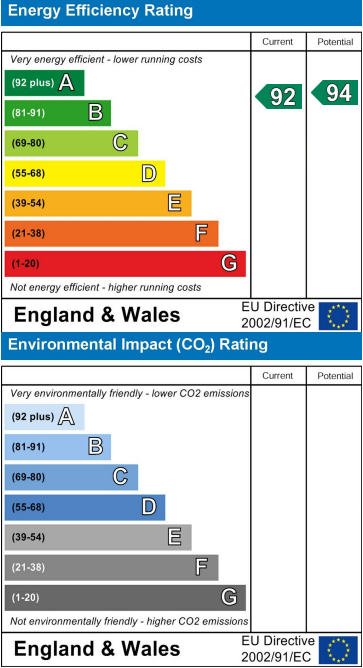 Energy Efficiency Rating
Current Potential
Very energy efficient - lower running costs
(92 plus) A
(81-91) B
(69-80) C
(55-68) D
(39-54) E
(21-38) F
(1-20) G
92 94
Not energy efficient - higher running costs
England & Wales
EU Directive
2002/91/EC
Environmental Impact (CO₂) Rating
Current Potential
Very environmentally friendly - lower CO2 emissions
(92 plus) A
(81-91) B
(69-80) C
(55-68) D
(39-54) E
(21-38) F
(1-20) G
Not environmentally friendly - higher CO2 emissions
England & Wales
EU Directive
2002/91/EC